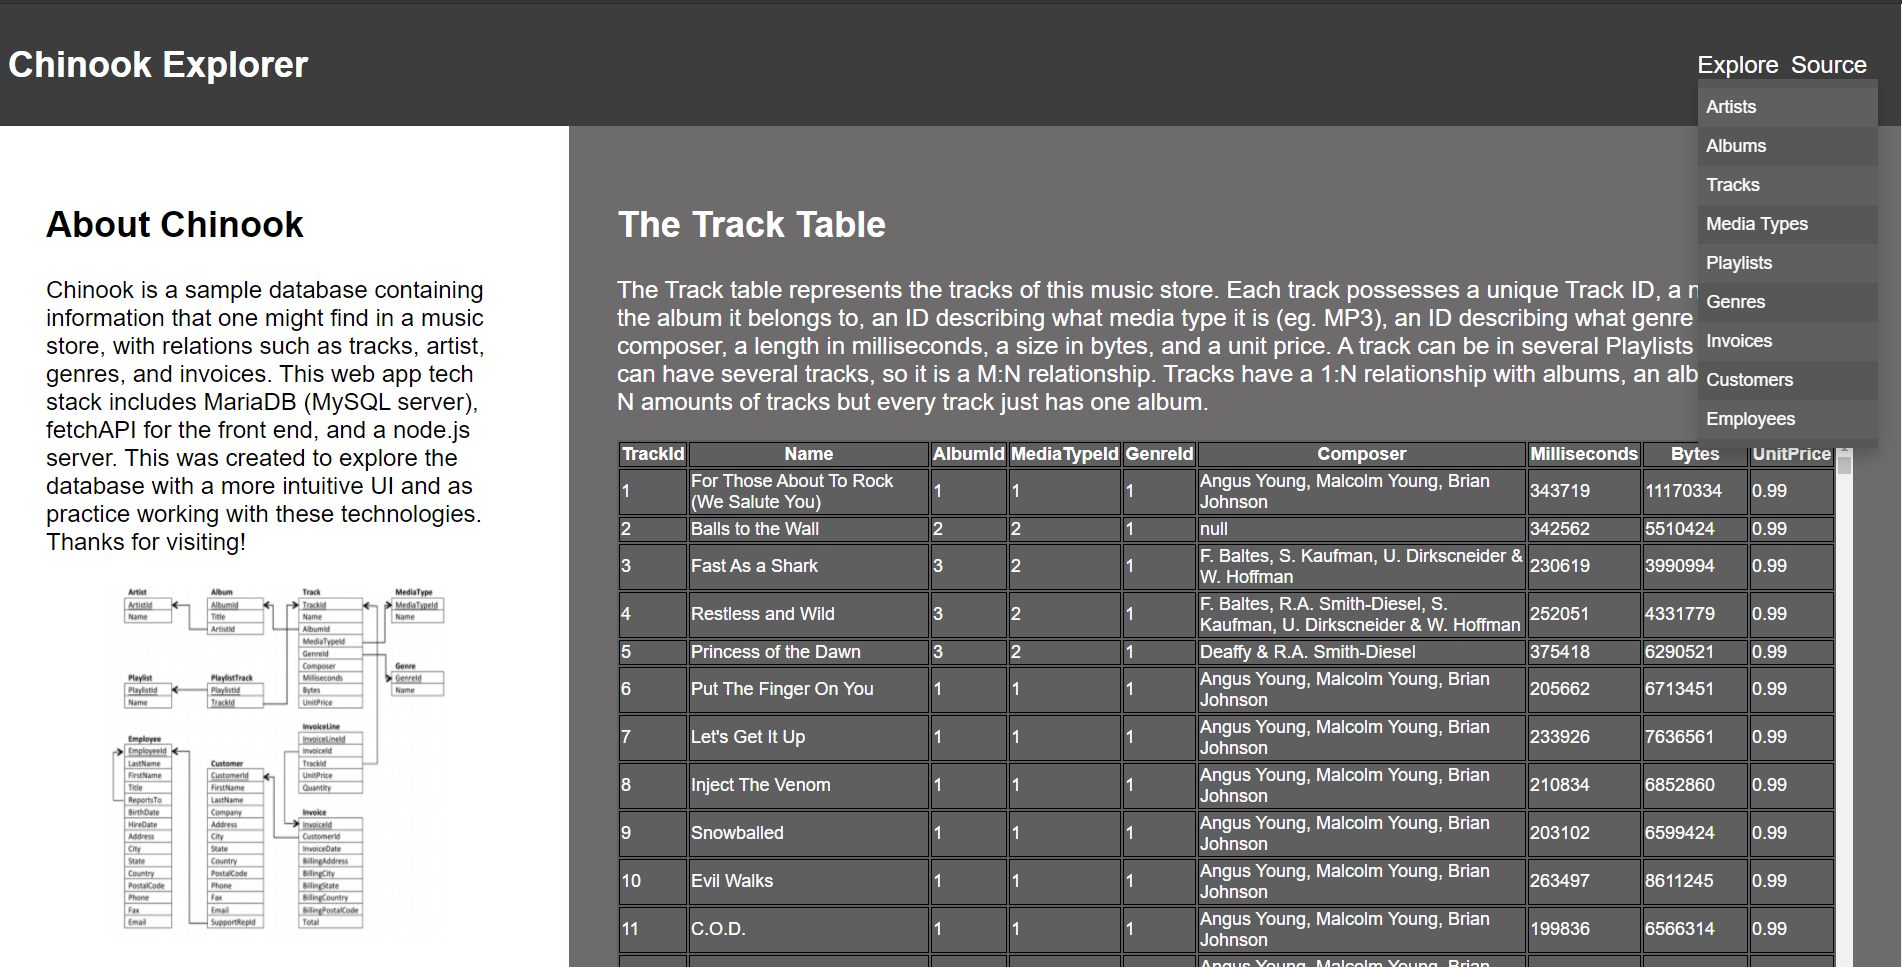 Chinook Explorer
Explore Source
Artists
Albums
Tracks
Media Types
Playlists
Genres
Invoices
Customers
Employees
About Chinook
Chinook is a sample database containing
information that one might find in a music
store, with relations such as tracks, artist,
genres, and invoices. This web app tech
stack includes MariaDB (MySQL server),
fetchAPI for the front end, and a node.js
server. This was created to explore the
database with a more intuitive UI and as
practice working with these technologies.
Thanks for visiting!
Artist
ArtistId
Name
Album
AlbumId
Title
ArtistId
Track
TrackId
Name
AlbumId
MediaTypeId
GenreId
Composer
Milliseconds
Bytes
UnitPrice
MediaType
MediaTypeId
Name
Genre
GenreId
Name
Playlist
PlaylistId
Name
PlaylistTrack
PlaylistId
TrackId
Employee
EmployeeId
LastName
FirstName
Title
ReportsTo
BirthDate
HireDate
Address
City
State
Country
PostalCode
Phone
Fax
Email
Customer
CustomerId
FirstName
LastName
Company
Address
City
State
Country
PostalCode
Phone
Fax
Email
SupportRepId
InvoiceLine
InvoiceLineId
InvoiceId
TrackId
UnitPrice
Quantity
Invoice
InvoiceId
CustomerId
InvoiceDate
BillingAddress
BillingCity
BillingState
BillingCountry
BillingPostalCode
Total
The Track Table
The Track table represents the tracks of this music store. Each track possesses a unique Track ID, a n
the album it belongs to, an ID describing what media type it is (eg. MP3), an ID describing what genre
composer, a length in milliseconds, a size in bytes, and a unit price. A track can be in several Playlists
can have several tracks, so it is a M:N relationship. Tracks have a 1:N relationship with albums, an alb
N amounts of tracks but every track just has one album.
TrackId Name AlbumId MediaTypeId GenreId Composer Milliseconds Bytes UnitPrice
1 For Those About To Rock (We Salute You) 1 1 1 Angus Young, Malcolm Young, Brian Johnson 343719 11170334 0.99
2 Balls to the Wall 2 2 1 null 342562 5510424 0.99
3 Fast As a Shark 3 2 1 F. Baltes, S. Kaufman, U. Dirkscneider & W. Hoffman 230619 3990994 0.99
4 Restless and Wild 3 2 1 F. Baltes, R.A. Smith-Diesel, S. Kaufman, U. Dirkscneider & W. Hoffman 252051 4331779 0.99
5 Princess of the Dawn 3 2 1 Deaffy & R.A. Smith-Diesel 375418 6290521 0.99
6 Put The Finger On You 1 1 1 Angus Young, Malcolm Young, Brian Johnson 205662 6713451 0.99
7 Let's Get It Up 1 1 1 Angus Young, Malcolm Young, Brian Johnson 233926 7636561 0.99
8 Inject The Venom 1 1 1 Angus Young, Malcolm Young, Brian Johnson 210834 6852860 0.99
9 Snowballed 1 1 1 Angus Young, Malcolm Young, Brian Johnson 203102 6599424 0.99
10 Evil Walks 1 1 1 Angus Young, Malcolm Young, Brian Johnson 263497 8611245 0.99
11 C.O.D. 1 1 1 Angus Young, Malcolm Young, Brian Johnson 199836 6566314 0.99
Angus Young, Malcolm Young, Brian